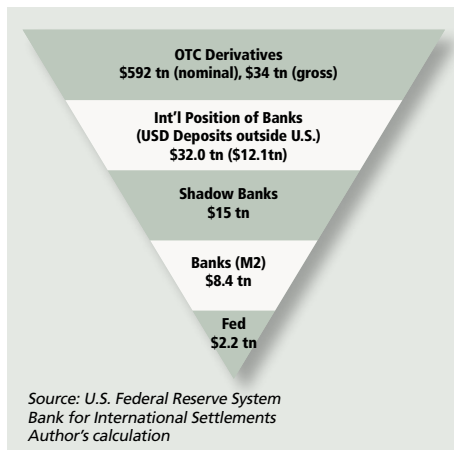 OTC Derivatives
$592 tn (nominal), $34 tn (gross)
Int'l Position of Banks
(USD Deposits outside U.S.)
$32.0 tn ($12.1tn)
Shadow Banks
$15 tn
Banks (M2)
$8.4 tn
Fed
$2.2 tn
Source: U.S. Federal Reserve System
Bank for International Settlements
Author's calculation